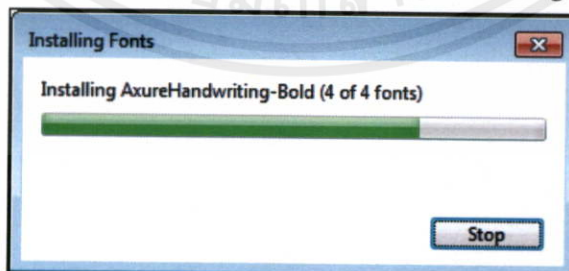 Installing Fonts
Installing AxureHandwriting-Bold (4 of 4 fonts)
Stop